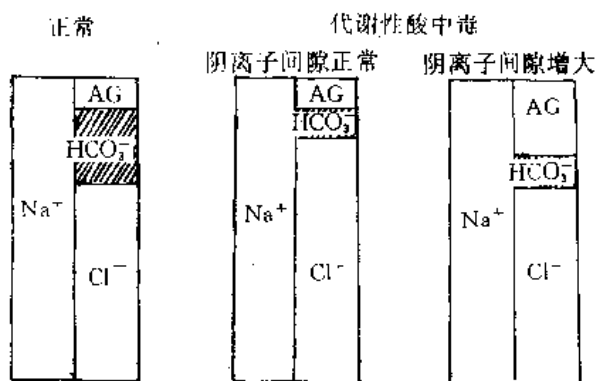 正常
代谢性酸中毒
阴离子间隙正常
阴离子间隙增大
AG
HCO₃⁻
Na⁺
Cl⁻
AG
HCO₃⁻
Na⁺
Cl⁻
AG
HCO₃⁻
Na⁺
Cl⁻